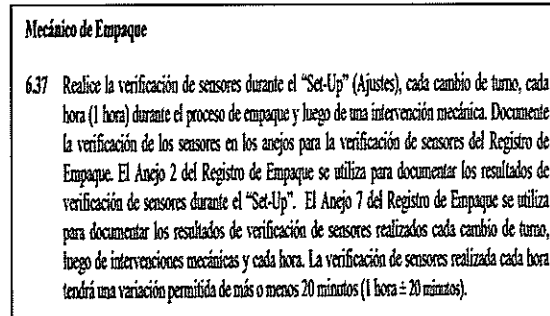 Mecánico de Empaque
6.37 Realice la verificación de sensores durante el "Set-Up" (Ajustes), cada cambio de turno, cada
hora (1 hora) durante el proceso de empaque y luego de una intervención mecánica. Documente
la verificación de los sensores en los anejos para la verificación de sensores del Registro de
Empaque. El Anejo 2 del Registro de Empaque se utiliza para documentar los resultados de
verificación de sensores durante el "Set-Up". El Anejo 7 del Registro de Empaque se utiliza
para documentar los resultados de verificación de sensores realizados cada cambio de turno,
luego de intervenciones mecánicas y cada hora. La verificación de sensores realizada cada hora
tendrá una variación permitida de más o menos 20 minutos (1 hora ± 20 minutos).